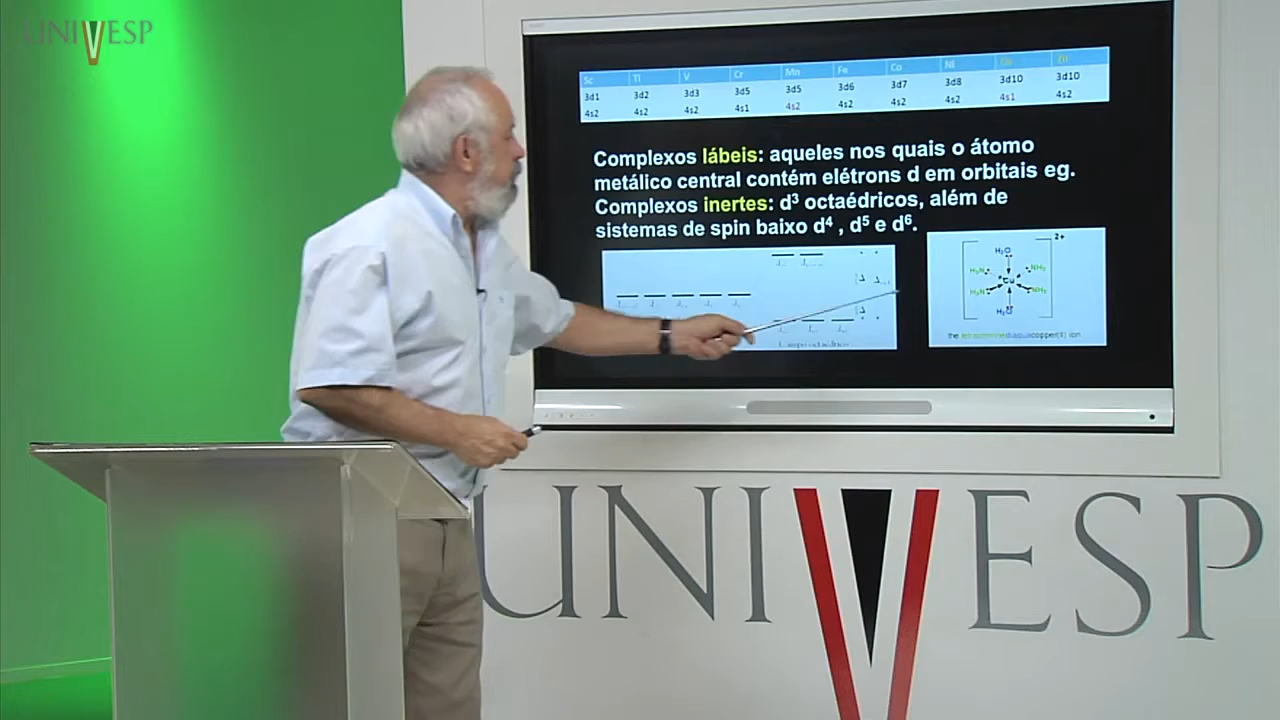 UNIVESP
Sc Ti V Cr Mn Fe Co Ni Cu Zn
3d1 3d2 3d3 3d5 3d5 3d6 3d7 3d8 3d10 3d10
4s2 4s2 4s2 4s1 4s2 4s2 4s2 4s2 4s1 4s2
Complexos lábeis: aqueles nos quais o átomo
metálico central contém elétrons d em orbitais eg.
Complexos inertes: d³ octaédricos, além de
sistemas de spin baixo d⁴ , d⁵ e d⁶.
2+
H₂O
H₃N NH₃
Cu
H₃N NH₃
H₂O
Campo octaédrico
ion
UNIVESP